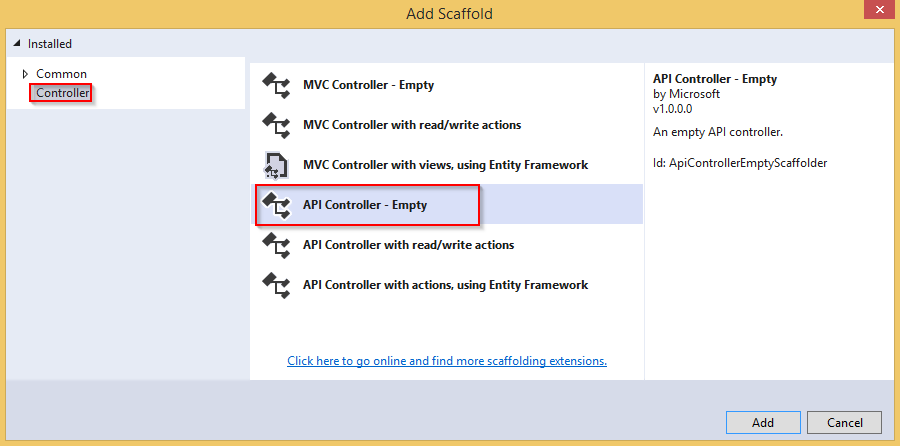 Add Scaffold
Installed
Common
Controller
MVC Controller - Empty
MVC Controller with read/write actions
MVC Controller with views, using Entity Framework
API Controller - Empty
API Controller with read/write actions
API Controller with actions, using Entity Framework
Click here to go online and find more scaffolding extensions.
API Controller - Empty
by Microsoft
v1.0.0.0
An empty API controller.
Id: ApiControllerEmptyScaffolder
Add
Cancel